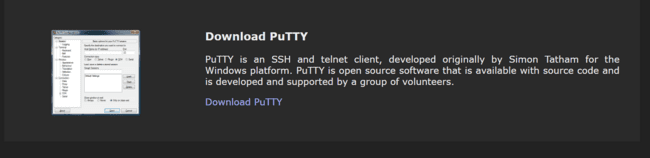 Download PuTTY
PuTTY is an SSH and telnet client, developed originally by Simon Tatham for the
Windows platform. PuTTY is open source software that is available with source code and
is developed and supported by a group of volunteers.
Download PuTTY